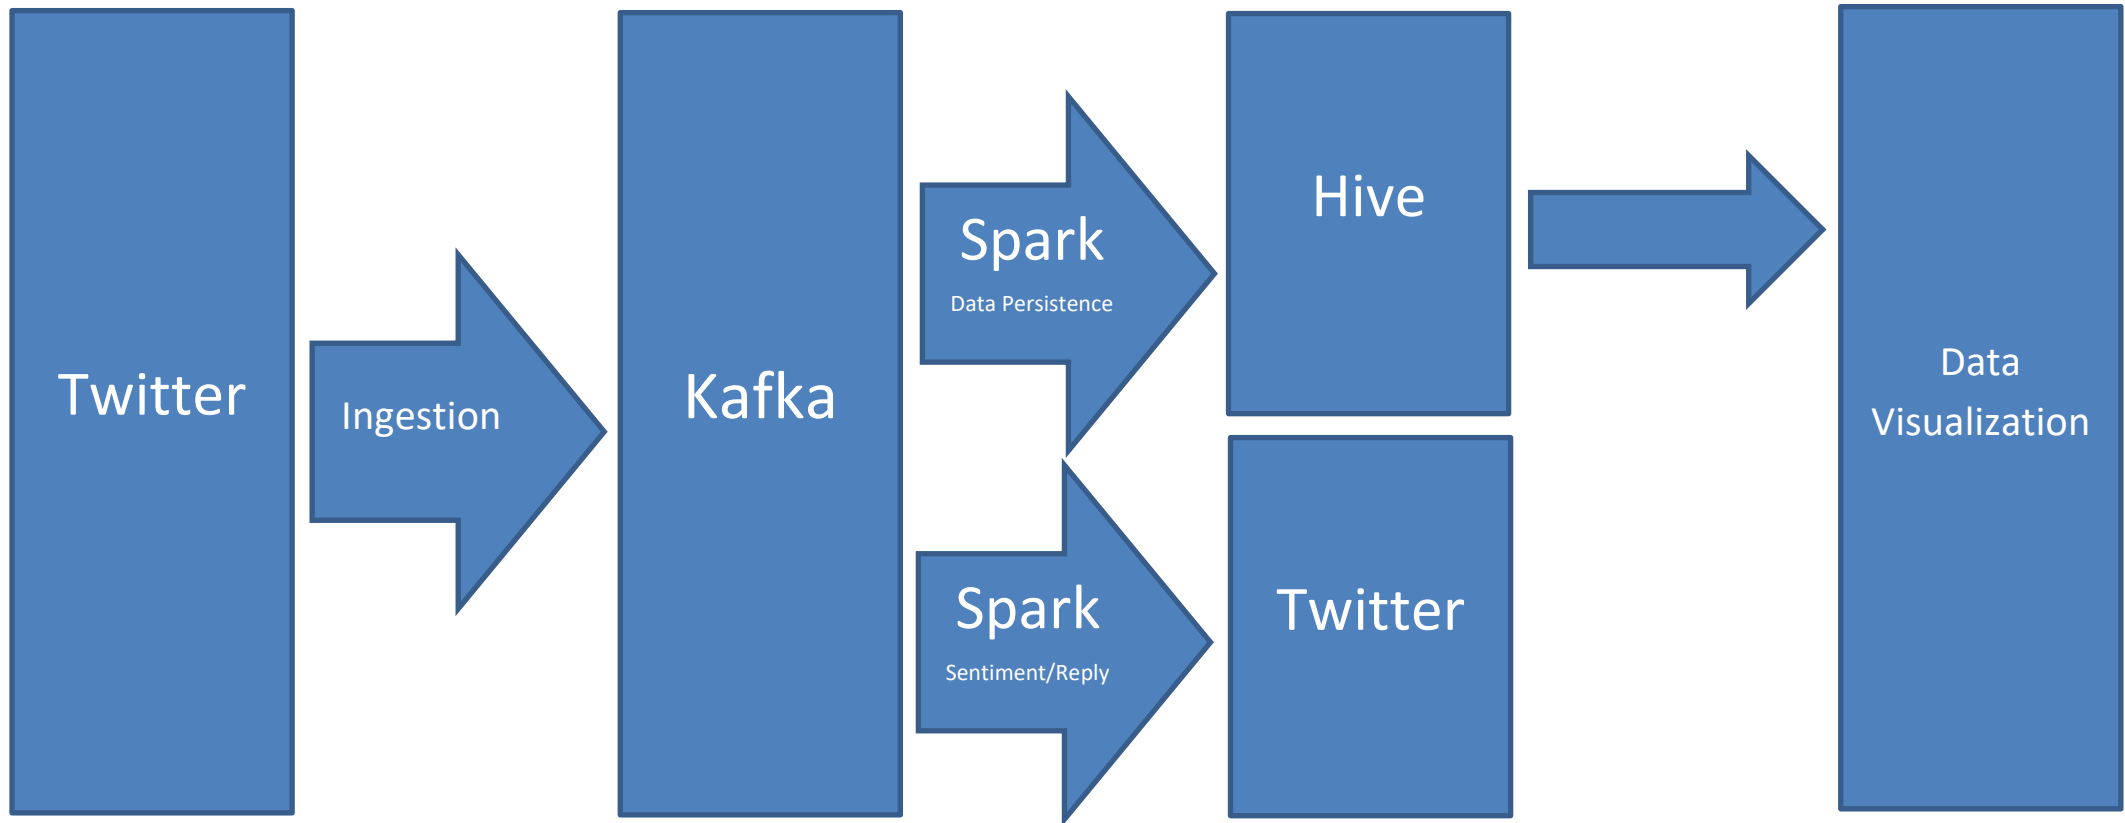 Twitter
Ingestion
Kafka
Spark
Data Persistence
Spark
Sentiment/Reply
Hive
Twitter
Data
Visualization